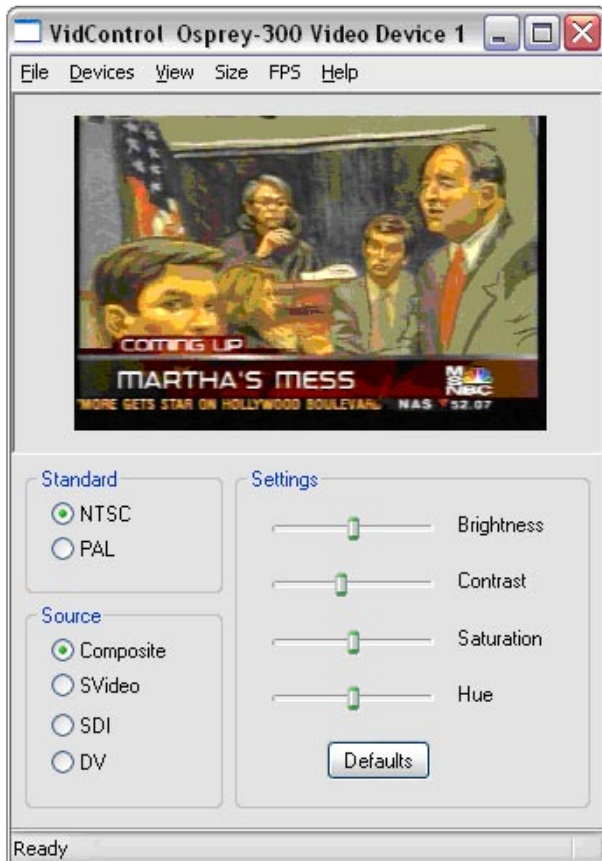 VidControl Osprey-300 Video Device 1
File Devices View Size FPS Help
COMING UP
MARTHA'S MESS
MSNBC
MORE GETS STAR ON HOLLYWOOD BOULEVARD NAS ▼52.07
Standard
NTSC
PAL
Source
Composite
SVideo
SDI
DV
Settings
Brightness
Contrast
Saturation
Hue
Defaults
Ready